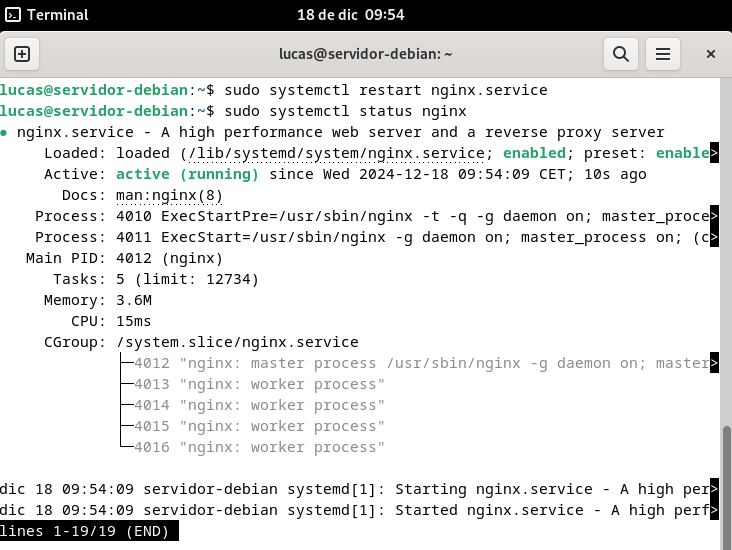 Terminal
18 de dic 09:54
lucas@servidor-debian: ~
lucas@servidor-debian:~$ sudo systemctl restart nginx.service
lucas@servidor-debian:~$ sudo systemctl status nginx
● nginx.service - A high performance web server and a reverse proxy server
     Loaded: loaded (/lib/systemd/system/nginx.service; enabled; preset: enable>
     Active: active (running) since Wed 2024-12-18 09:54:09 CET; 10s ago
       Docs: man:nginx(8)
    Process: 4010 ExecStartPre=/usr/sbin/nginx -t -q -g daemon on; master_proce>
    Process: 4011 ExecStart=/usr/sbin/nginx -g daemon on; master_process on; (c>
   Main PID: 4012 (nginx)
      Tasks: 5 (limit: 12734)
     Memory: 3.6M
        CPU: 15ms
     CGroup: /system.slice/nginx.service
             ├─4012 "nginx: master process /usr/sbin/nginx -g daemon on; master>
             ├─4013 "nginx: worker process"
             ├─4014 "nginx: worker process"
             ├─4015 "nginx: worker process"
             └─4016 "nginx: worker process"
dic 18 09:54:09 servidor-debian systemd[1]: Starting nginx.service - A high per>
dic 18 09:54:09 servidor-debian systemd[1]: Started nginx.service - A high perf>
lines 1-19/19 (END)